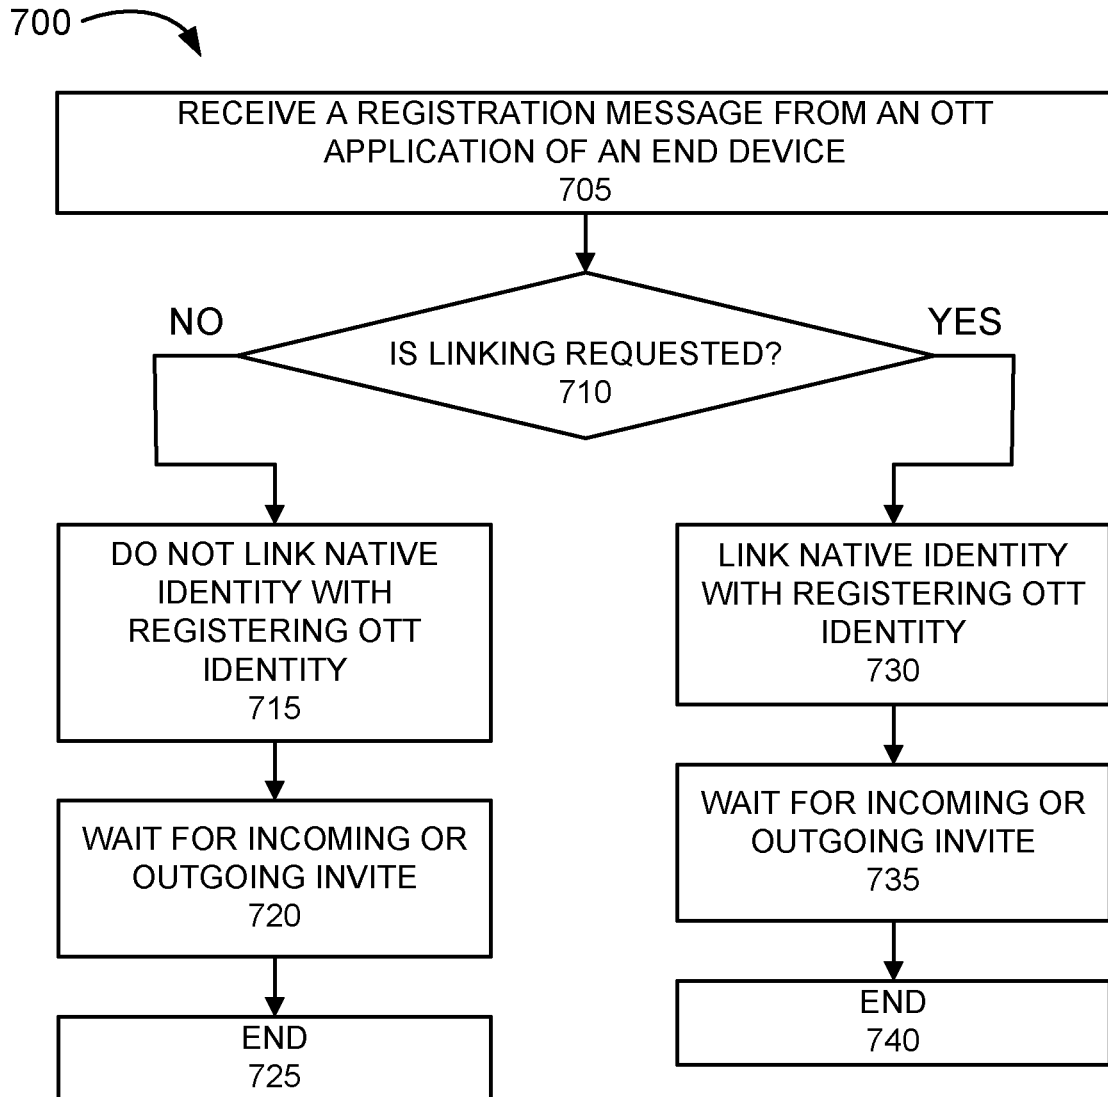 700
RECEIVE A REGISTRATION MESSAGE FROM AN OTT
APPLICATION OF AN END DEVICE
705
NO
YES
IS LINKING REQUESTED?
710
DO NOT LINK NATIVE
IDENTITY WITH
REGISTERING OTT
IDENTITY
715
WAIT FOR INCOMING OR
OUTGOING INVITE
720
END
725
LINK NATIVE IDENTITY
WITH REGISTERING OTT
IDENTITY
730
WAIT FOR INCOMING OR
OUTGOING INVITE
735
END
740